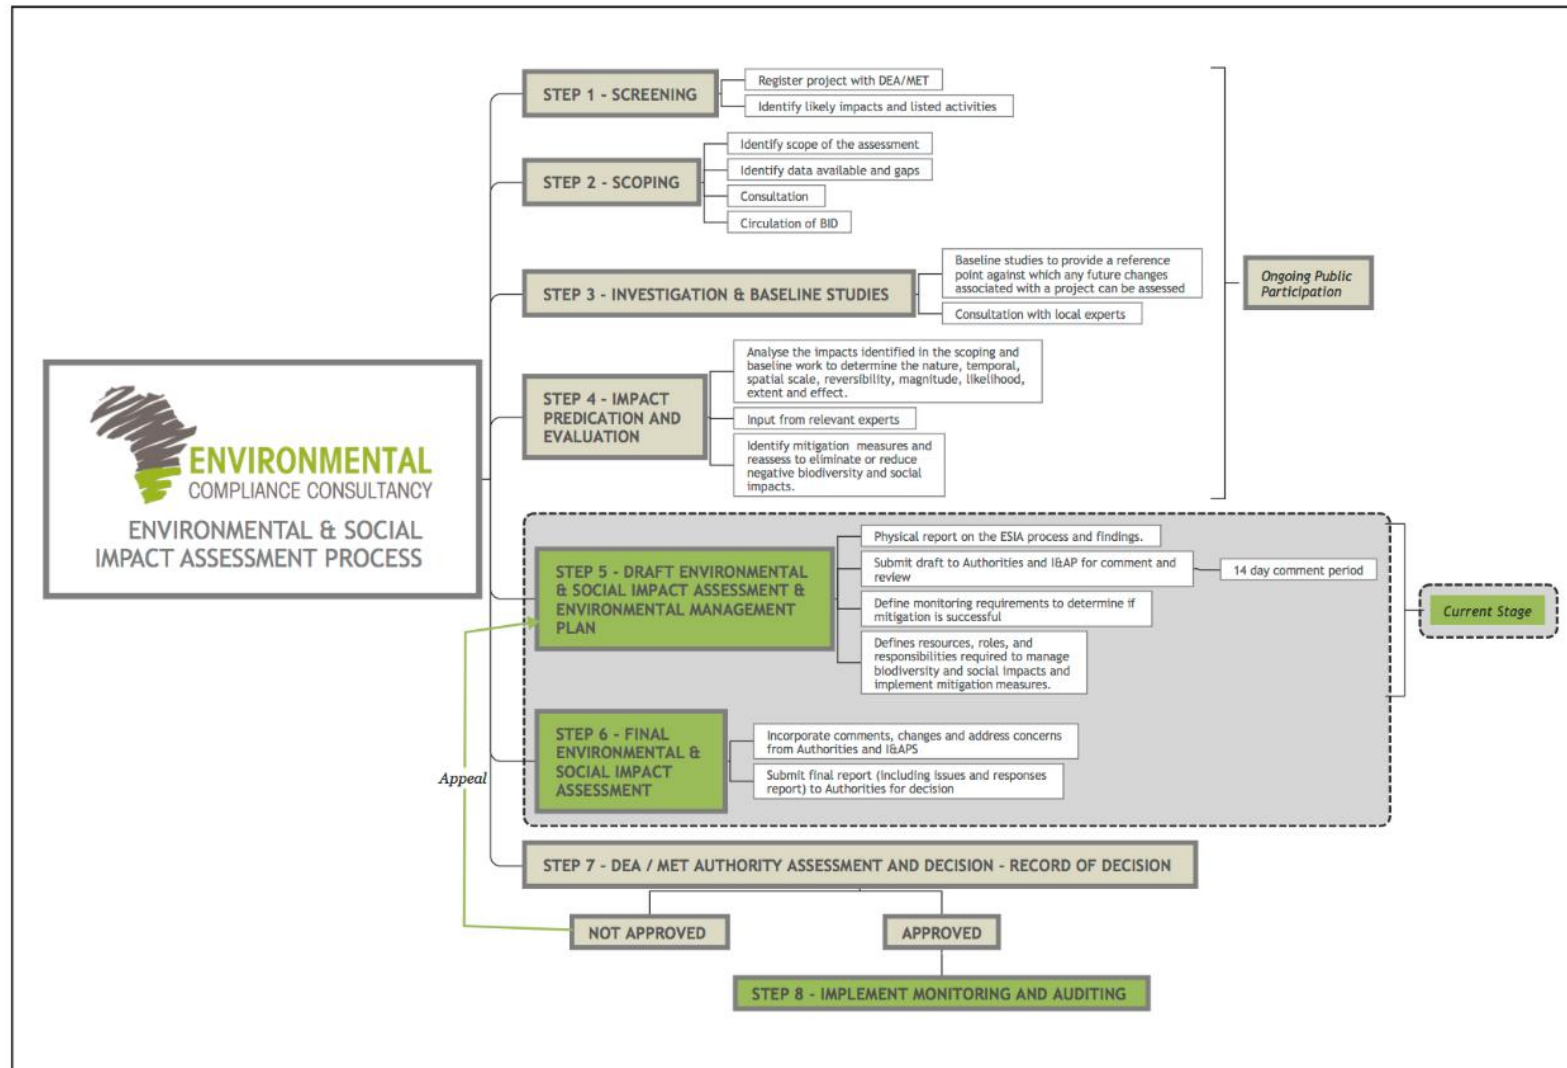 STEP 1 - SCREENING
Register project with DEA/MET
Identify likely impacts and listed activities
STEP 2 - SCOPING
Identify scope of the assessment
Identify data available and gaps
Consultation
Circulation of BID
STEP 3 - INVESTIGATION & BASELINE STUDIES
Baseline studies to provide a reference
point against which any future changes
associated with a project can be assessed
Consultation with local experts
Ongoing Public
Participation
STEP 4 - IMPACT
PREDICATION AND
EVALUATION
Analyse the impacts identified in the scoping and
baseline work to determine the nature, temporal,
spatial scale, reversibility, magnitude, likelihood,
extent and effect.
Input from relevant experts
Identify mitigation measures and
reassess to eliminate or reduce
negative biodiversity and social
impacts.
ENVIRONMENTAL
COMPLIANCE CONSULTANCY
ENVIRONMENTAL & SOCIAL
IMPACT ASSESSMENT PROCESS
STEP 5 - DRAFT ENVIRONMENTAL
& SOCIAL IMPACT ASSESSMENT &
ENVIRONMENTAL MANAGEMENT
PLAN
Physical report on the ESIA process and findings.
Submit draft to Authorities and I&AP for comment and
review
14 day comment period
Define monitoring requirements to determine if
mitigation is successful
Defines resources, roles, and
responsibilities required to manage
biodiversity and social impacts and
implement mitigation measures.
Current Stage
STEP 6 - FINAL
ENVIRONMENTAL &
SOCIAL IMPACT
ASSESSMENT
Incorporate comments, changes and address concerns
from Authorities and I&APS
Submit final report (including issues and responses
report) to Authorities for decision
Appeal
STEP 7 - DEA / MET AUTHORITY ASSESSMENT AND DECISION - RECORD OF DECISION
NOT APPROVED
APPROVED
STEP 8 - IMPLEMENT MONITORING AND AUDITING